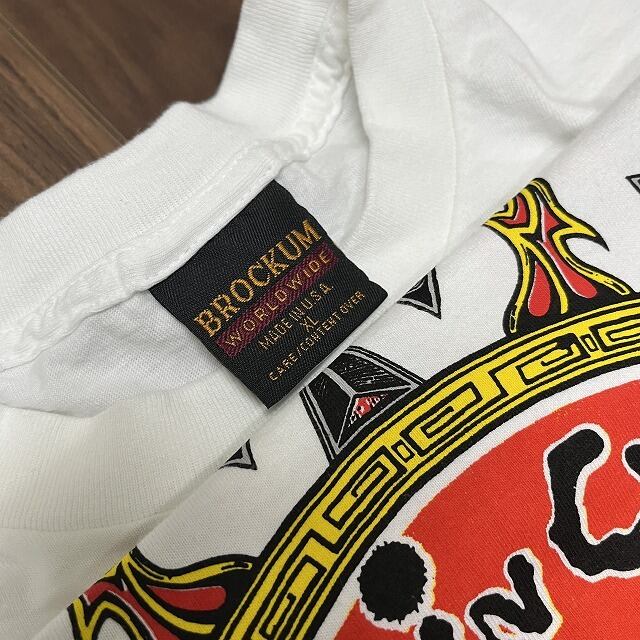 BROCKUM
WORLDWIDE
MADE IN U.S.A.
XL
CARE/CONTENT OVER